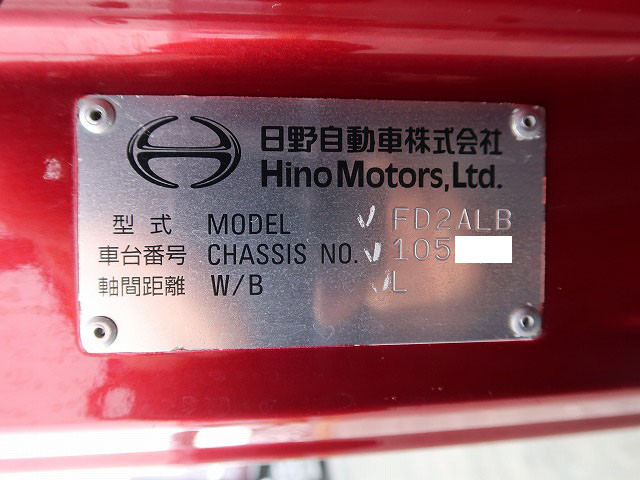 日野自動車株式会社
Hino Motors, Ltd.
型式 MODEL ✓ FD2ALB
車台番号 CHASSIS NO. ✓ 105
軸間距離 W/B ✓ L